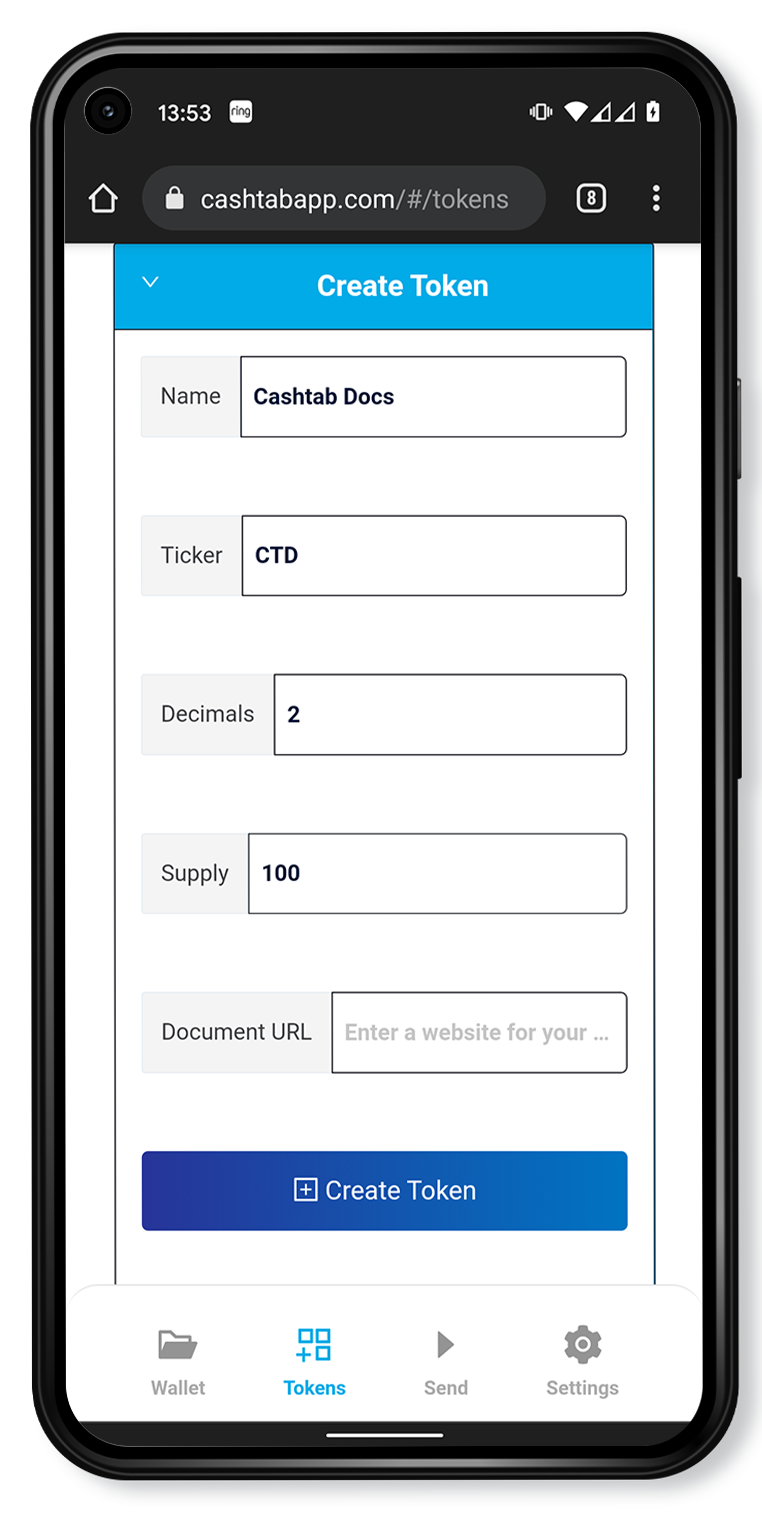 13:53 ring
cashtabapp.com/#/tokens 8
Create Token
Name Cashtab Docs
Ticker CTD
Decimals 2
Supply 100
Document URL Enter a website for your ...
Create Token
Wallet Tokens Send Settings